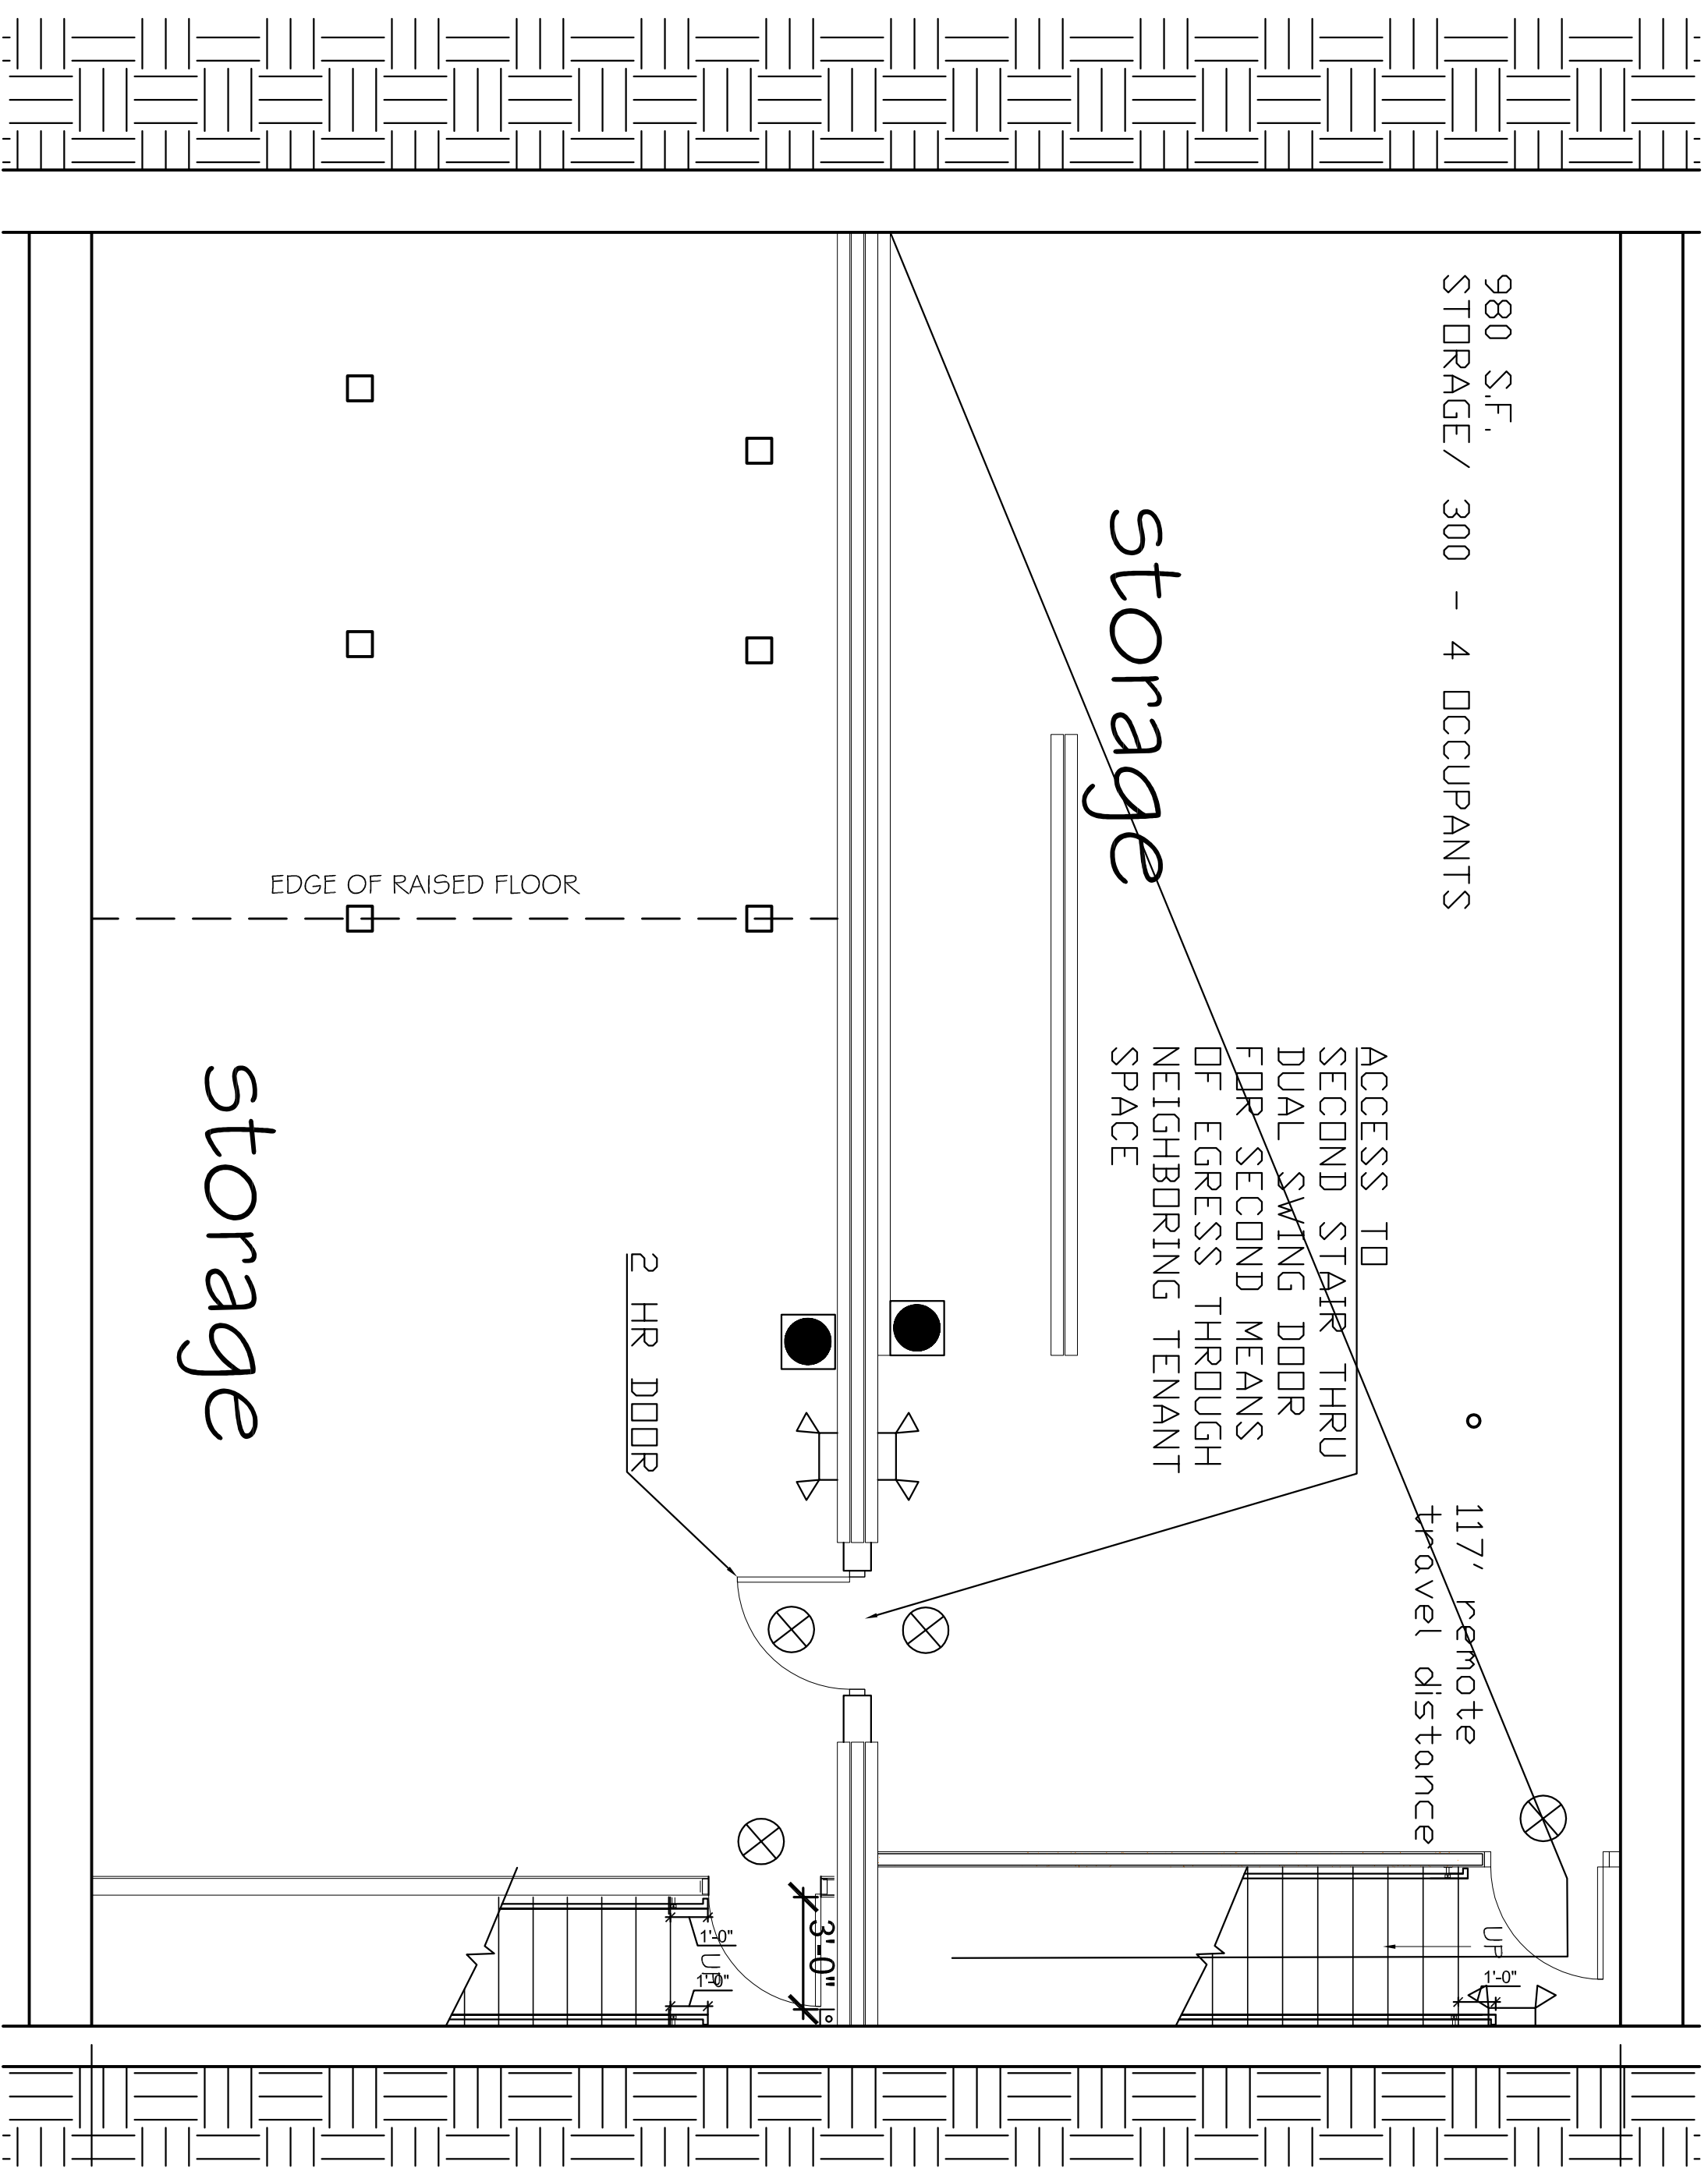 980 S.F.
STORAGE/ 300 - 4 OCCUPANTS
storage
EDGE OF RAISED FLOOR
storage
ACCESS TO
SECOND STAIR THRU
DUAL SWING DOOR
FOR SECOND MEANS
OF EGRESS THROUGH
NEIGHBORING TENANT
SPACE
2 HR DOOR
117' remote
travel distance
3'-0"
1'-0"
UP
1'-0"
UP
1'-0"